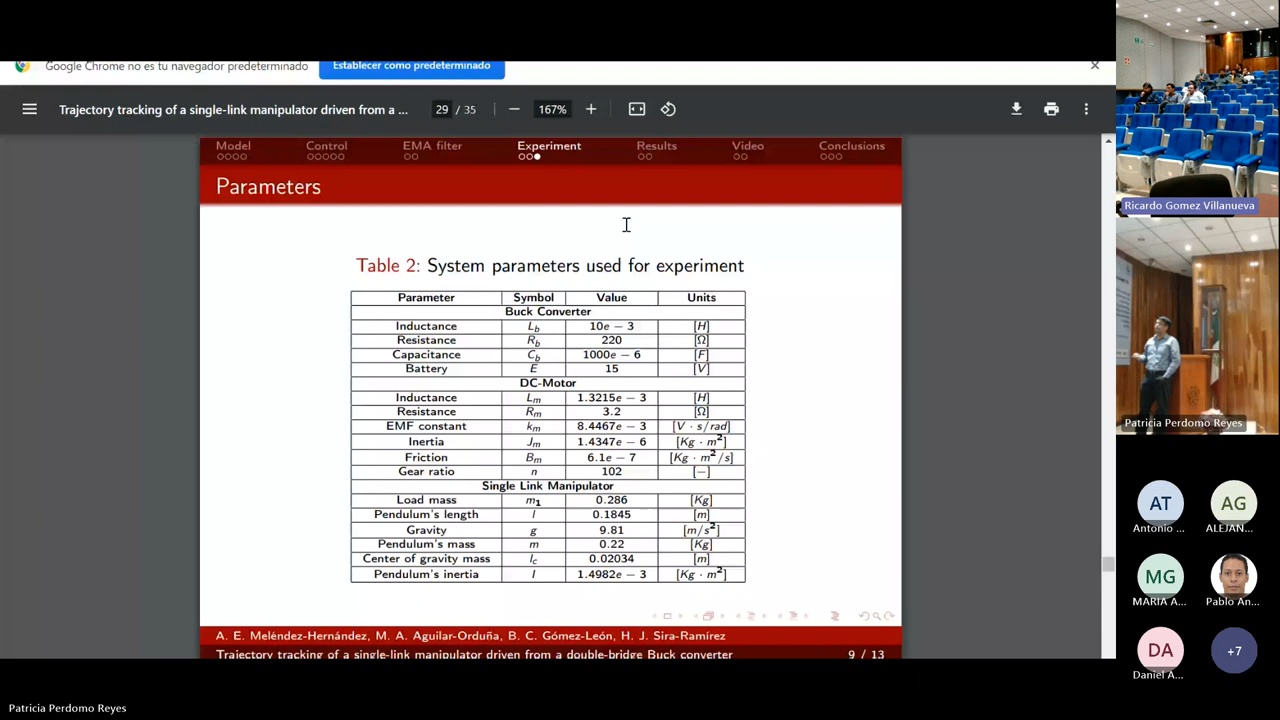 Google Chrome no es tu navegador predeterminado
Establecer como predeterminado
Trajectory tracking of a single-link manipulator driven from a ...
29 / 35
167%
Model Control EMA filter Experiment Results Video Conclusions
Parameters
Table 2: System parameters used for experiment
Parameter Symbol Value Units
Buck Converter
Inductance L_b 10e − 3 [H]
Resistance R_b 220 [Ω]
Capacitance C_b 1000e − 6 [F]
Battery E 15 [V]
DC-Motor
Inductance L_m 1.3215e − 3 [H]
Resistance R_m 3.2 [Ω]
EMF constant k_m 8.4467e − 3 [V · s/rad]
Inertia J_m 1.4347e − 6 [Kg · m²]
Friction B_m 6.1e − 7 [Kg · m²/s]
Gear ratio n 102 [−]
Single Link Manipulator
Load mass m₁ 0.286 [Kg]
Pendulum's length l 0.1845 [m]
Gravity g 9.81 [m/s²]
Pendulum's mass m 0.22 [Kg]
Center of gravity mass l_c 0.02034 [m]
Pendulum's inertia I 1.4982e − 3 [Kg · m²]
A. E. Meléndez-Hernández, M. A. Aguilar-Orduña, B. C. Gómez-León, H. J. Sira-Ramírez
Trajectory tracking of a single-link manipulator driven from a double-bridge Buck converter 9 / 13
Ricardo Gomez Villanueva
Patricia Perdomo Reyes
AT
Antonio ...
AG
ALEJAN...
MG
MARIA A...
Pablo An...
DA
Daniel A...
+7
Patricia Perdomo Reyes